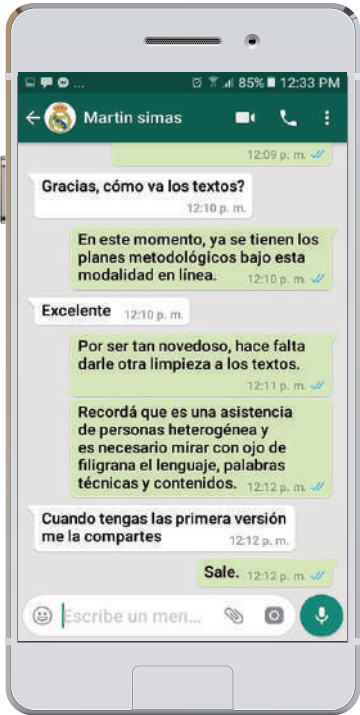 ... 85% 12:33 PM
Martin simas
12:09 p. m.
Gracias, cómo va los textos?
12:10 p. m.
En este momento, ya se tienen los
planes metodológicos bajo esta
modalidad en línea. 12:10 p. m.
Excelente 12:10 p. m.
Por ser tan novedoso, hace falta
darle otra limpieza a los textos.
12:11 p. m.
Recordá que es una asistencia
de personas heterogénea y
es necesario mirar con ojo de
filigrana el lenguaje, palabras
técnicas y contenidos. 12:12 p. m.
Cuando tengas las primera versión
me la compartes 12:12 p. m.
Sale. 12:12 p. m.
Escribe un men...